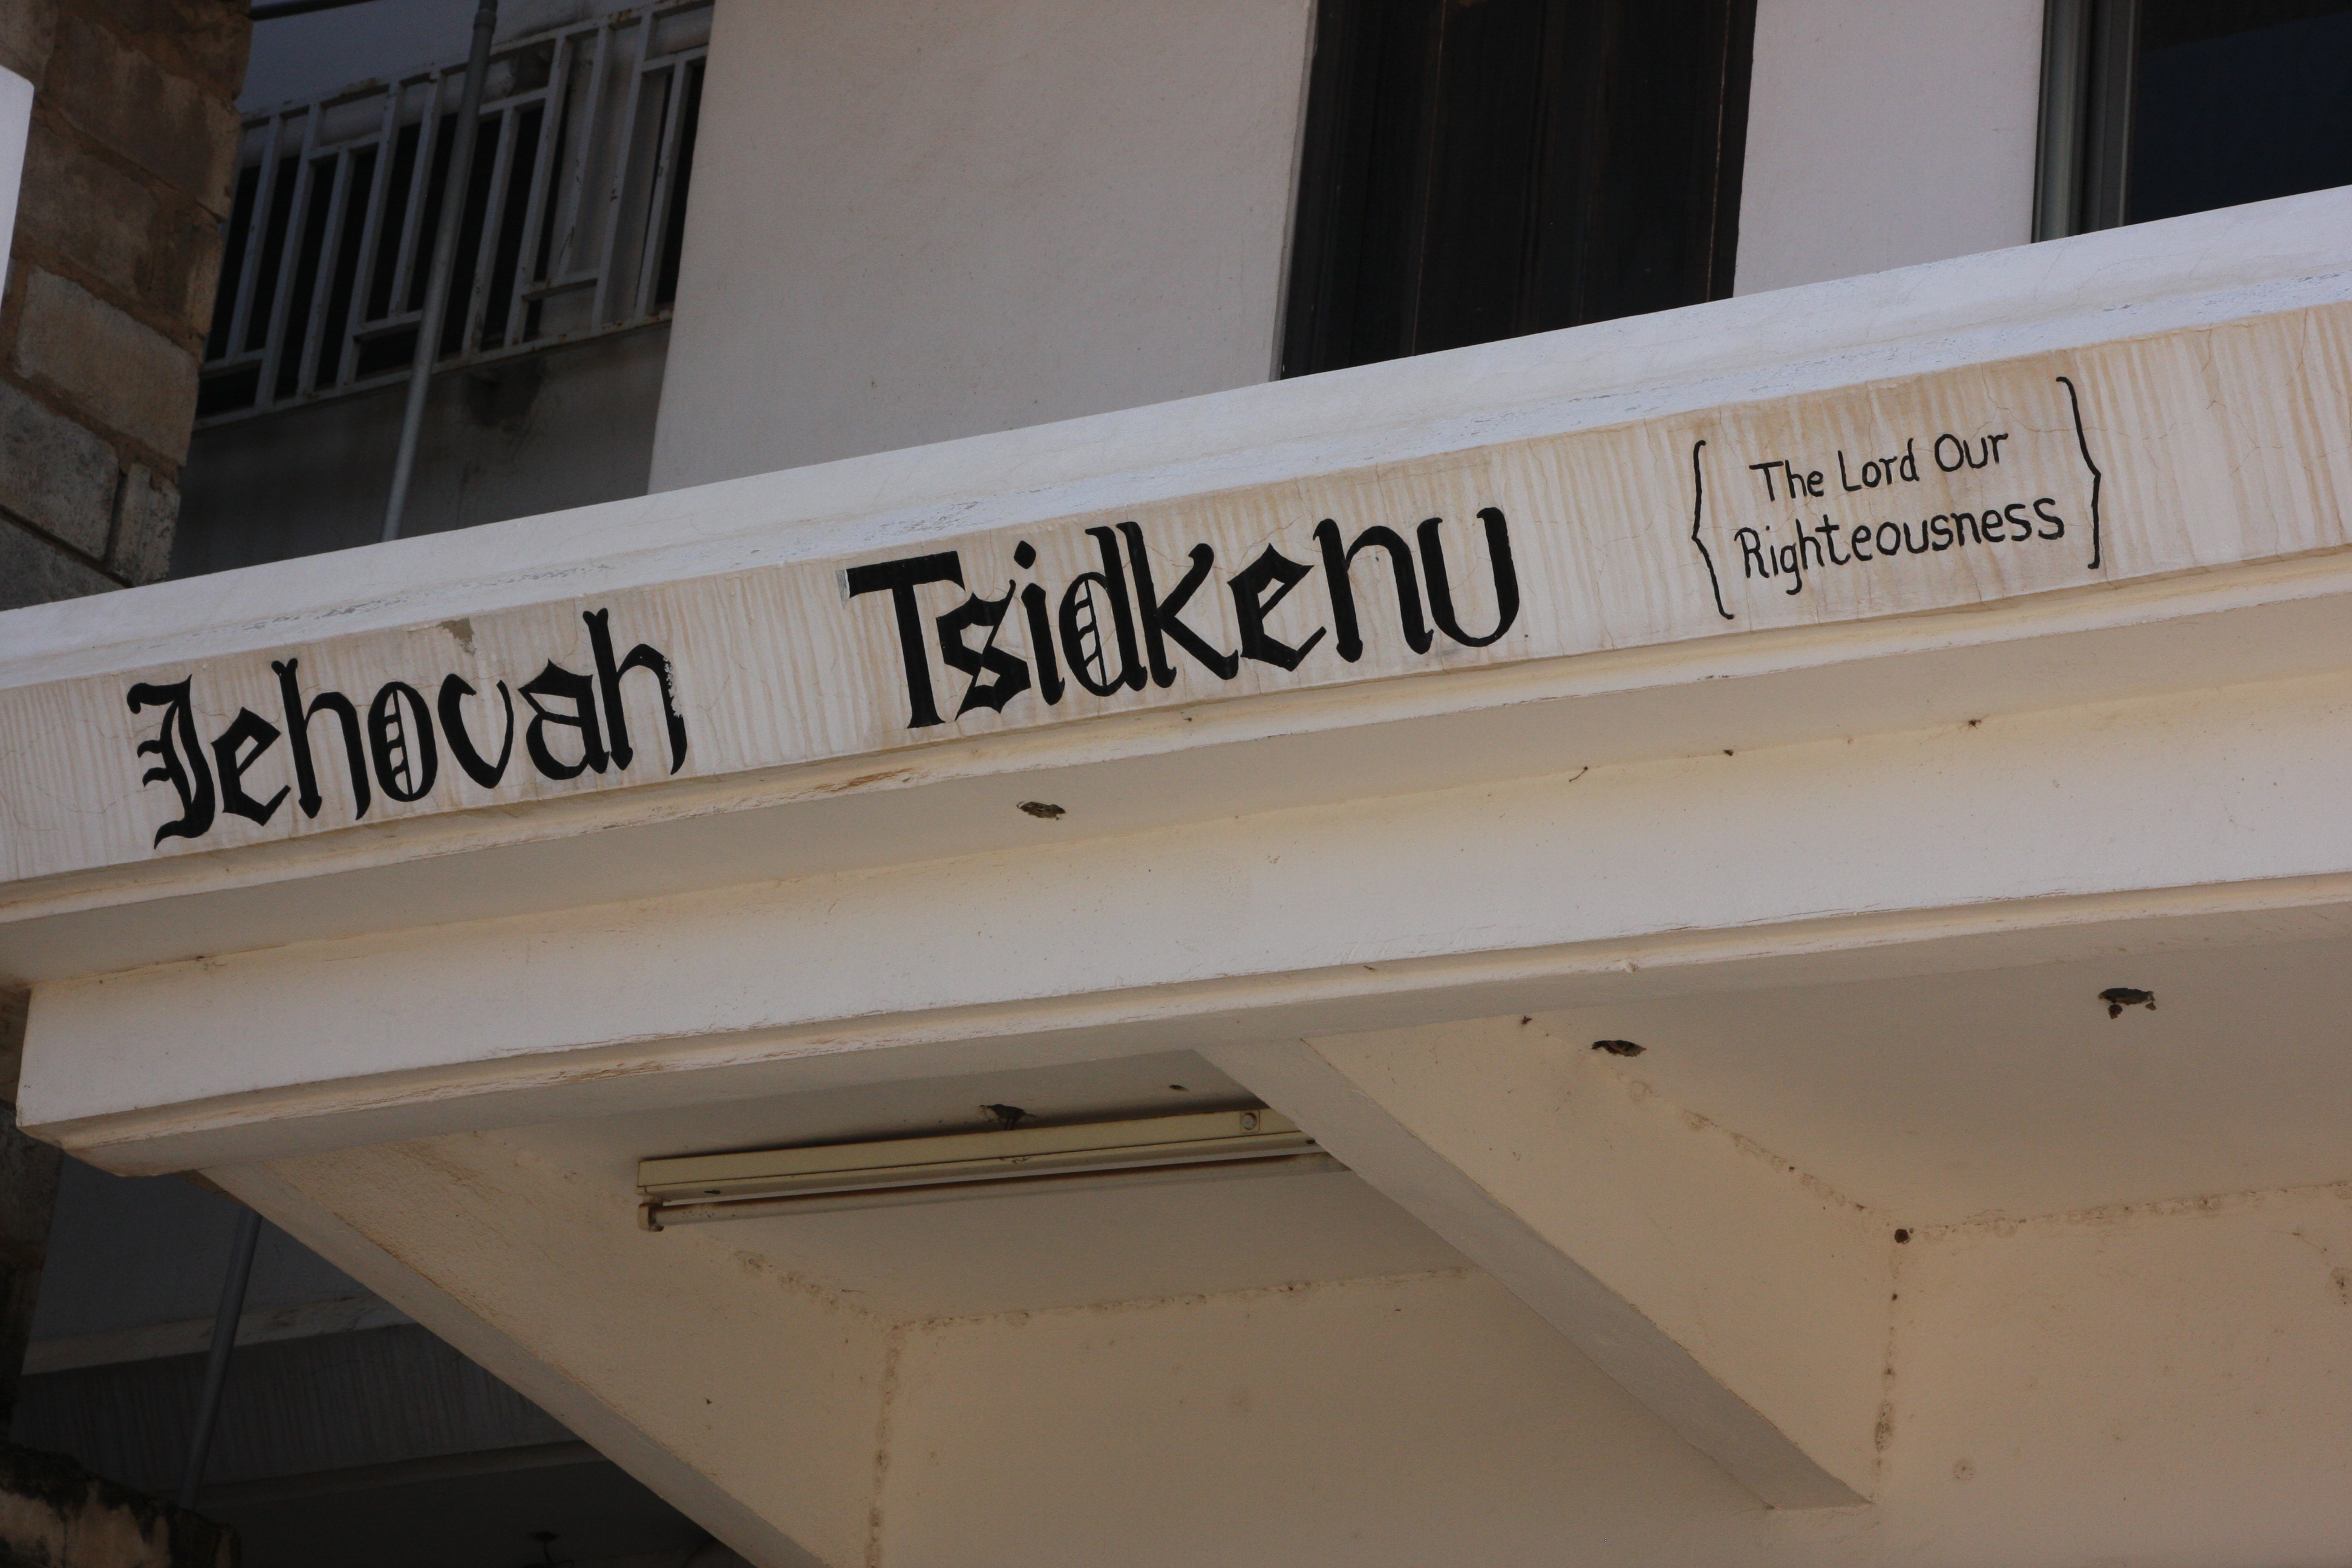 Jehovah Tsidkenu
{The Lord Our
Righteousness}